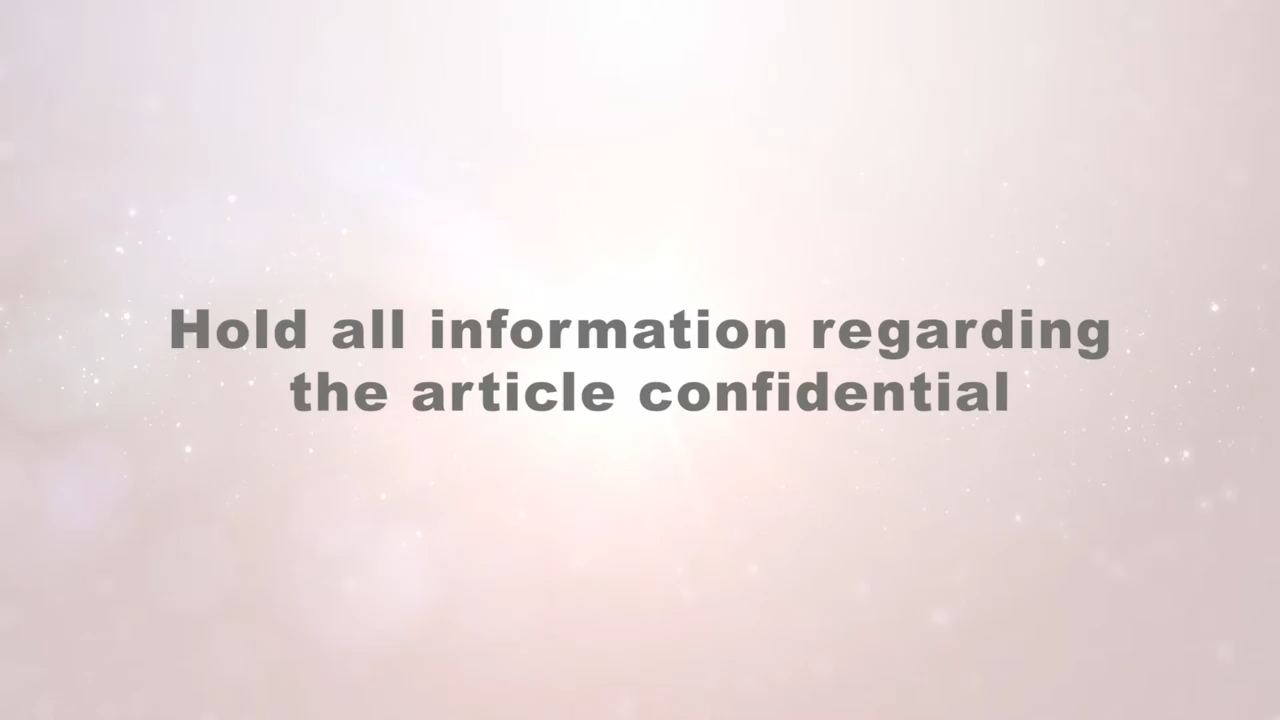 Hold all information regarding
the article confidential